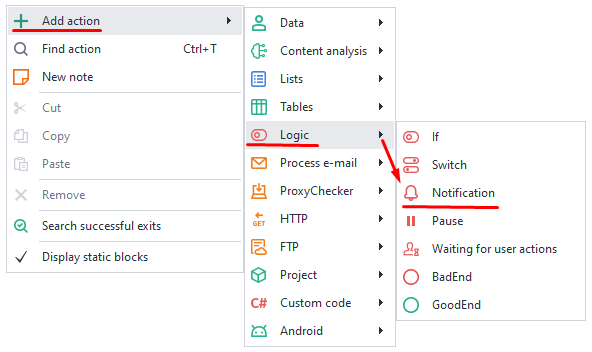 Add action
Find action Ctrl+T
New note
Cut
Copy
Paste
Remove
Search successful exits
Display static blocks
Data
Content analysis
Lists
Tables
Logic
Process e-mail
ProxyChecker
GET HTTP
FTP
Project
C# Custom code
Android
If
Switch
Notification
Pause
Waiting for user actions
BadEnd
GoodEnd